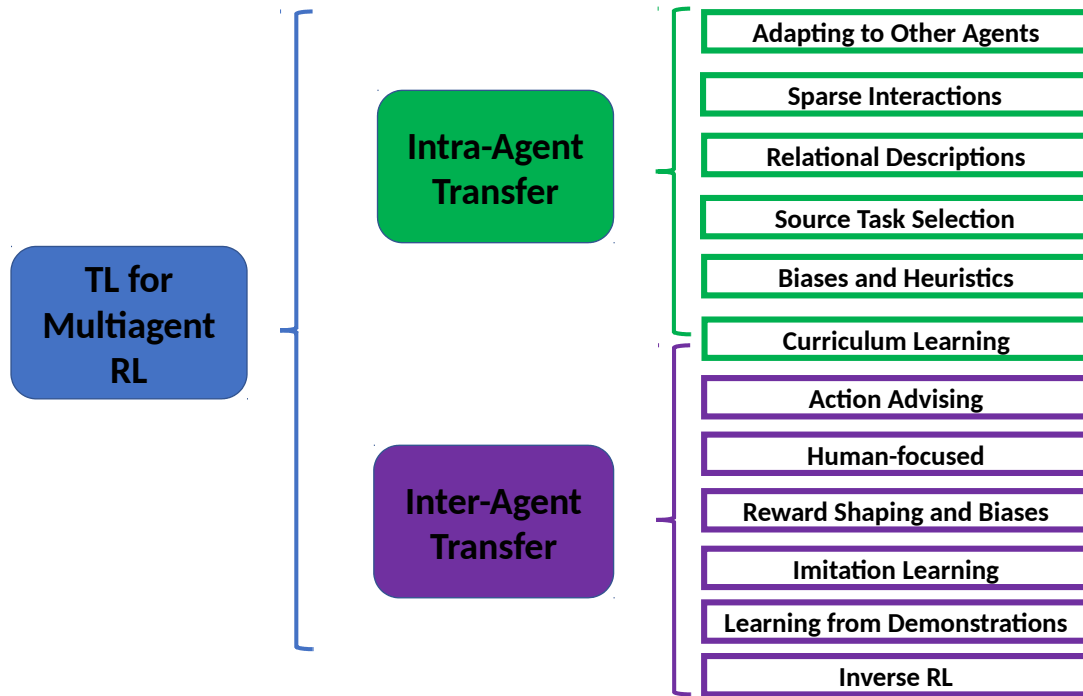 TL for
Multiagent
RL
Intra-Agent
Transfer
Adapting to Other Agents
Sparse Interactions
Relational Descriptions
Source Task Selection
Biases and Heuristics
Curriculum Learning
Inter-Agent
Transfer
Action Advising
Human-focused
Reward Shaping and Biases
Imitation Learning
Learning from Demonstrations
Inverse RL